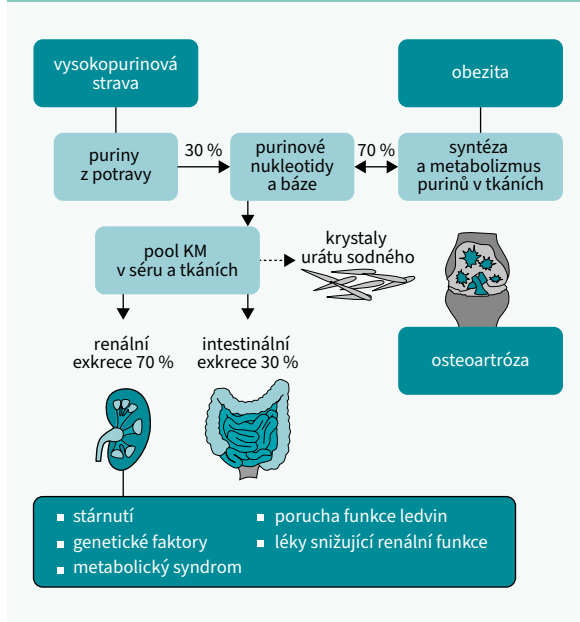 vysokopurinová
strava
obezita
puriny
z potravy
30 %
purinové
nukleotidy
a báze
70 %
syntéza
a metabolizmus
purinů v tkáních
pool KM
v séru a tkáních
krystaly
urátu sodného
renální
exkrece 70 %
intestinální
exkrece 30 %
osteoartróza
stárnutí
genetické faktory
metabolický syndrom
porucha funkce ledvin
léky snižující renální funkce